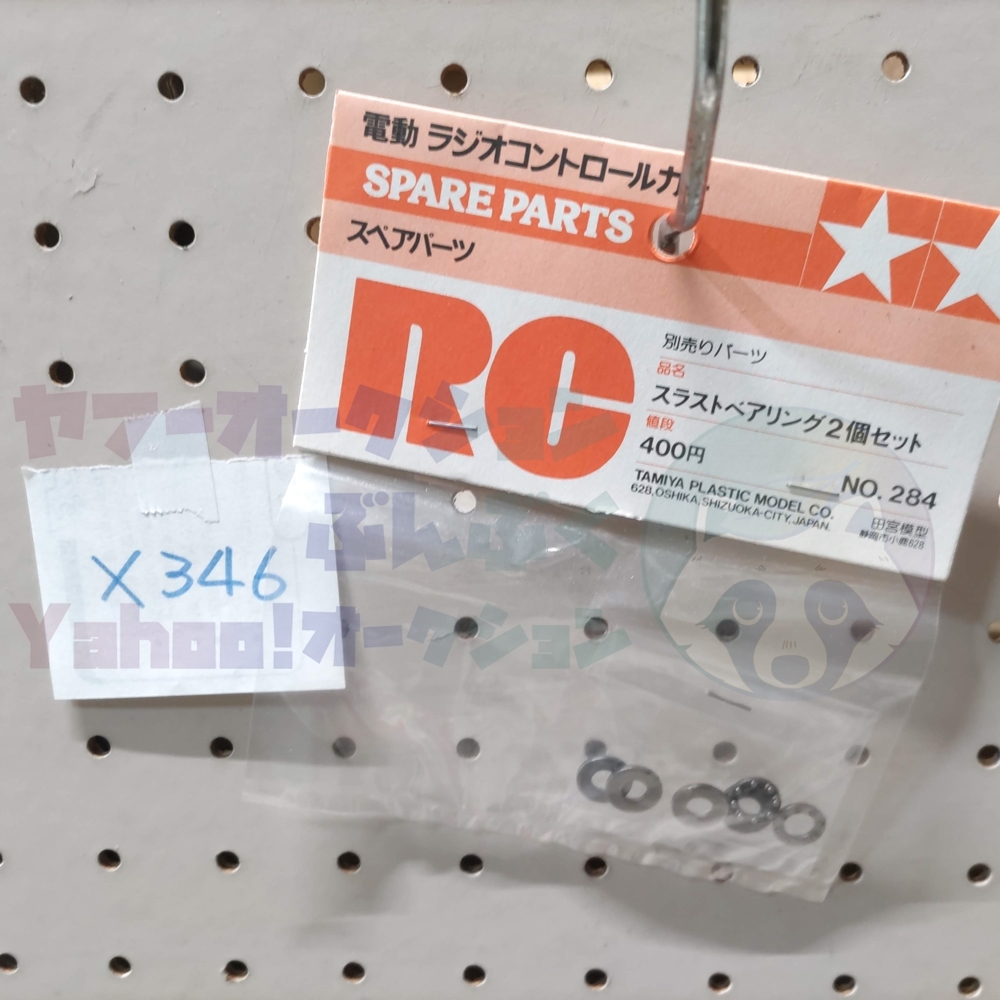 電動 ラジオコントロールカー
SPARE PARTS
スペアパーツ
RC
別売りパーツ
品名
スラストベアリング2個セット
値段
400円
NO. 284
TAMIYA PLASTIC MODEL CO.
628, OSHIKA, SHIZUOKA-CITY, JAPAN.
田宮模型
静岡市小鹿628
X346
ヤフーオークション
ぶんぶく
Yahoo!オークション